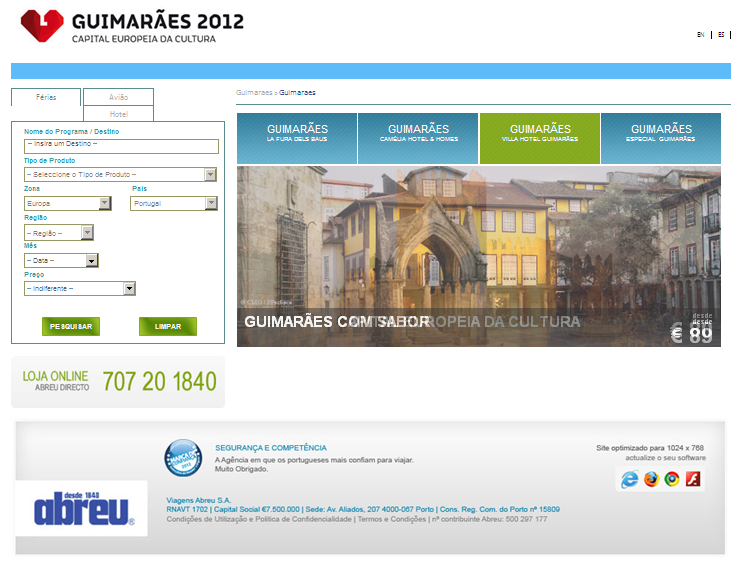 GUIMARÃES 2012
CAPITAL EUROPEIA DA CULTURA
EN | ES |
Férias
Avião
Hotel
Guimaraes » Guimaraes
Nome do Programa / Destino
-- Insira um Destino --
Tipo de Produto
-- Seleccione o Tipo de Produto --
Zona País
Europa Portugal
Região
-- Região --
Mês
-- Data --
Preço
-- Indiferente --
PESQUISAR LIMPAR
GUIMARÃES
LA FURA DELS BAUS
GUIMARÃES
CAMÉLIA HOTEL & HOMES
GUIMARÃES
VILLA HOTEL GUIMARÃES
GUIMARÃES
ESPECIAL GUIMARÃES
GUIMARÃES COM SABOR
EUROPEIA DA CULTURA
desde
desde
€ 89
LOJA ONLINE
ABREU DIRECTO
707 20 1840
SEGURANÇA E COMPETÊNCIA
A Agência em que os portugueses mais confiam para viajar.
Muito Obrigado.
Site optimizado para 1024 x 768
actualize o seu software
desde 1840
abreu®
Viagens Abreu S.A.
RNAVT 1702 | Capital Social €7.500.000 | Sede: Av. Aliados, 207 4000-067 Porto | Cons. Reg. Com. do Porto nº 15809
Condições de Utilização e Politica de Confidencialidade | Termos e Condições | nº contribuinte Abreu: 500 297 177